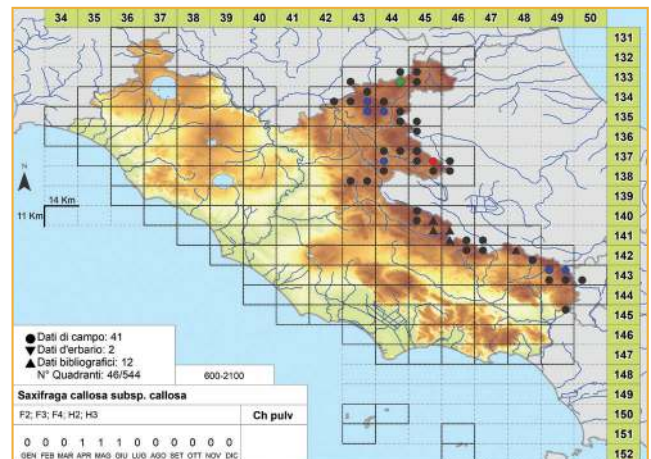 34 35 36 37 38 39 40 41 42 43 44 45 46 47 48 49 50
131
132
133
134
135
136
137
138
139
140
141
142
143
144
145
146
147
148
149
150
151
152
N
14 Km
11 Km
Dati di campo: 41
Dati d'erbario: 2
Dati bibliografici: 12
N° Quadranti: 46/544
600-2100
Saxifraga callosa subsp. callosa
F2; F3; F4; H2; H3
Ch pulv
0 0 0 1 1 1 0 0 0 0 0 0
GEN FEB MAR APR MAG GIU LUG AGO SET OTT NOV DIC